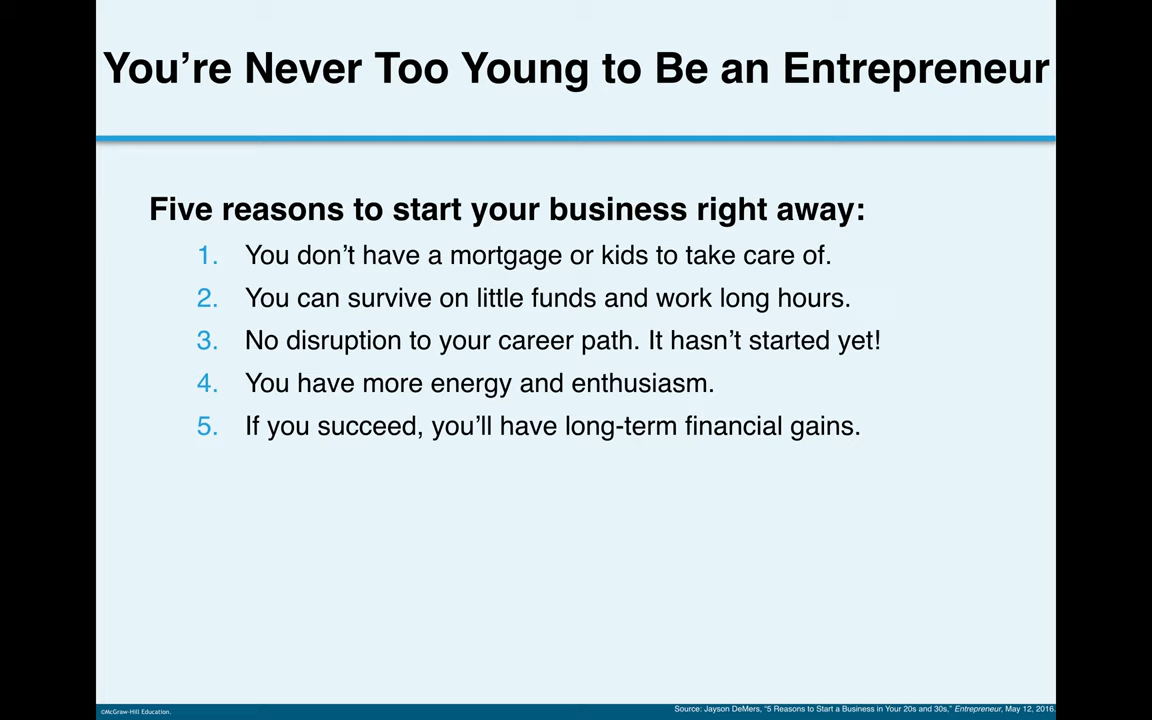 You’re Never Too Young to Be an Entrepreneur
Five reasons to start your business right away:
1. You don’t have a mortgage or kids to take care of.
2. You can survive on little funds and work long hours.
3. No disruption to your career path. It hasn’t started yet!
4. You have more energy and enthusiasm.
5. If you succeed, you’ll have long-term financial gains.
©McGraw-Hill Education.
Source: Jayson DeMers, “5 Reasons to Start a Business in Your 20s and 30s,” Entrepreneur, May 12, 2016.